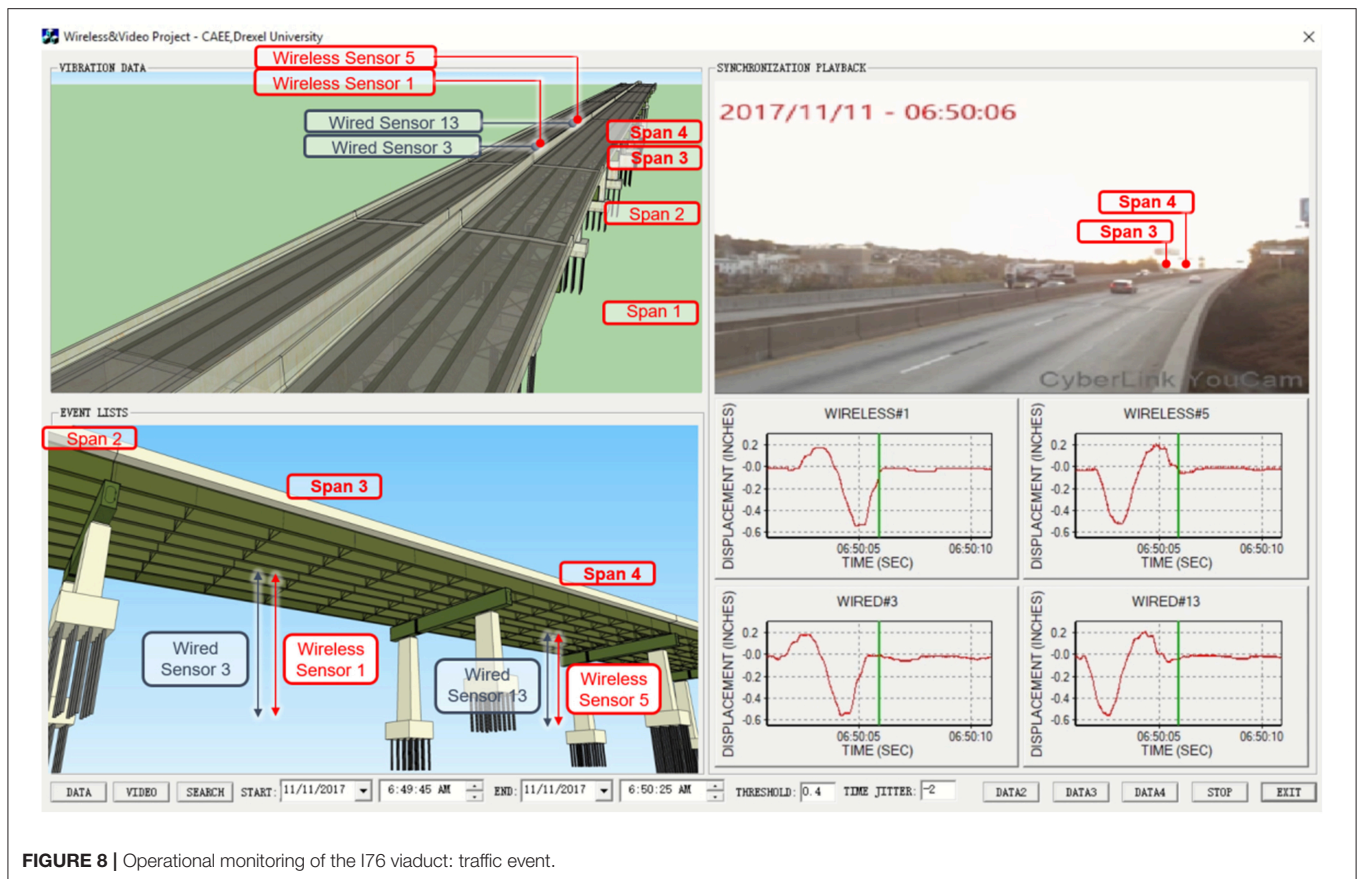 Wireless&Video Project - CAEE,Drexel University
VIBRATION DATA
Wireless Sensor 5
Wireless Sensor 1
Wired Sensor 13
Wired Sensor 3
Span 4
Span 3
Span 2
Span 1
SYNCHRONIZATION PLAYBACK
2017/11/11 - 06:50:06
Span 4
Span 3
CyberLink YouCam
EVENT LISTS
Span 2
Span 3
Span 4
Wired
Sensor 3
Wireless
Sensor 1
Wired
Sensor 13
Wireless
Sensor 5
WIRELESS#1
DISPLACEMENT (INCHES)
0.2
-0.0
-0.2
-0.4
-0.6
06:50:05
06:50:10
TIME (SEC)
WIRELESS#5
DISPLACEMENT (INCHES)
0.2
-0.0
-0.2
-0.4
-0.6
06:50:05
06:50:10
TIME (SEC)
WIRED#3
DISPLACEMENT (INCHES)
0.2
-0.0
-0.2
-0.4
-0.6
06:50:05
06:50:10
TIME (SEC)
WIRED#13
DISPLACEMENT (INCHES)
0.2
-0.0
-0.2
-0.4
-0.6
06:50:05
06:50:10
TIME (SEC)
DATA VIDEO SEARCH START: 11/11/2017 6:49:45 AM END: 11/11/2017 6:50:25 AM THRESHOLD: 0.4 TIME JITTER: -2 DATA2 DATA3 DATA4 STOP EXIT
FIGURE 8 | Operational monitoring of the I76 viaduct: traffic event.